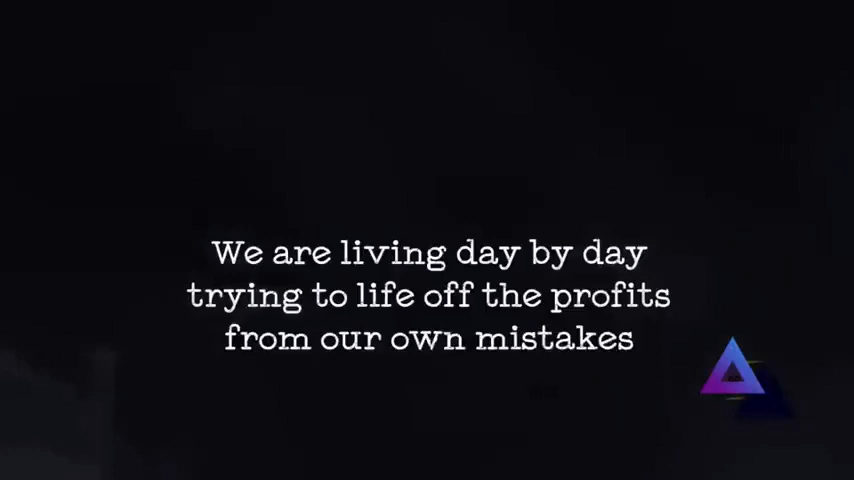 We are living day by day
trying to life off the profits
from our own mistakes